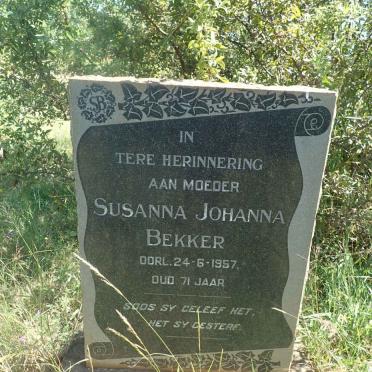 SB
IN
TERE HERINNERING
AAN MOEDER
SUSANNA JOHANNA
BEKKER
OORL. 24-6-1957,
OUD 71 JAAR
SOOS SY GELEEF HET,
HET SY GESTERF.